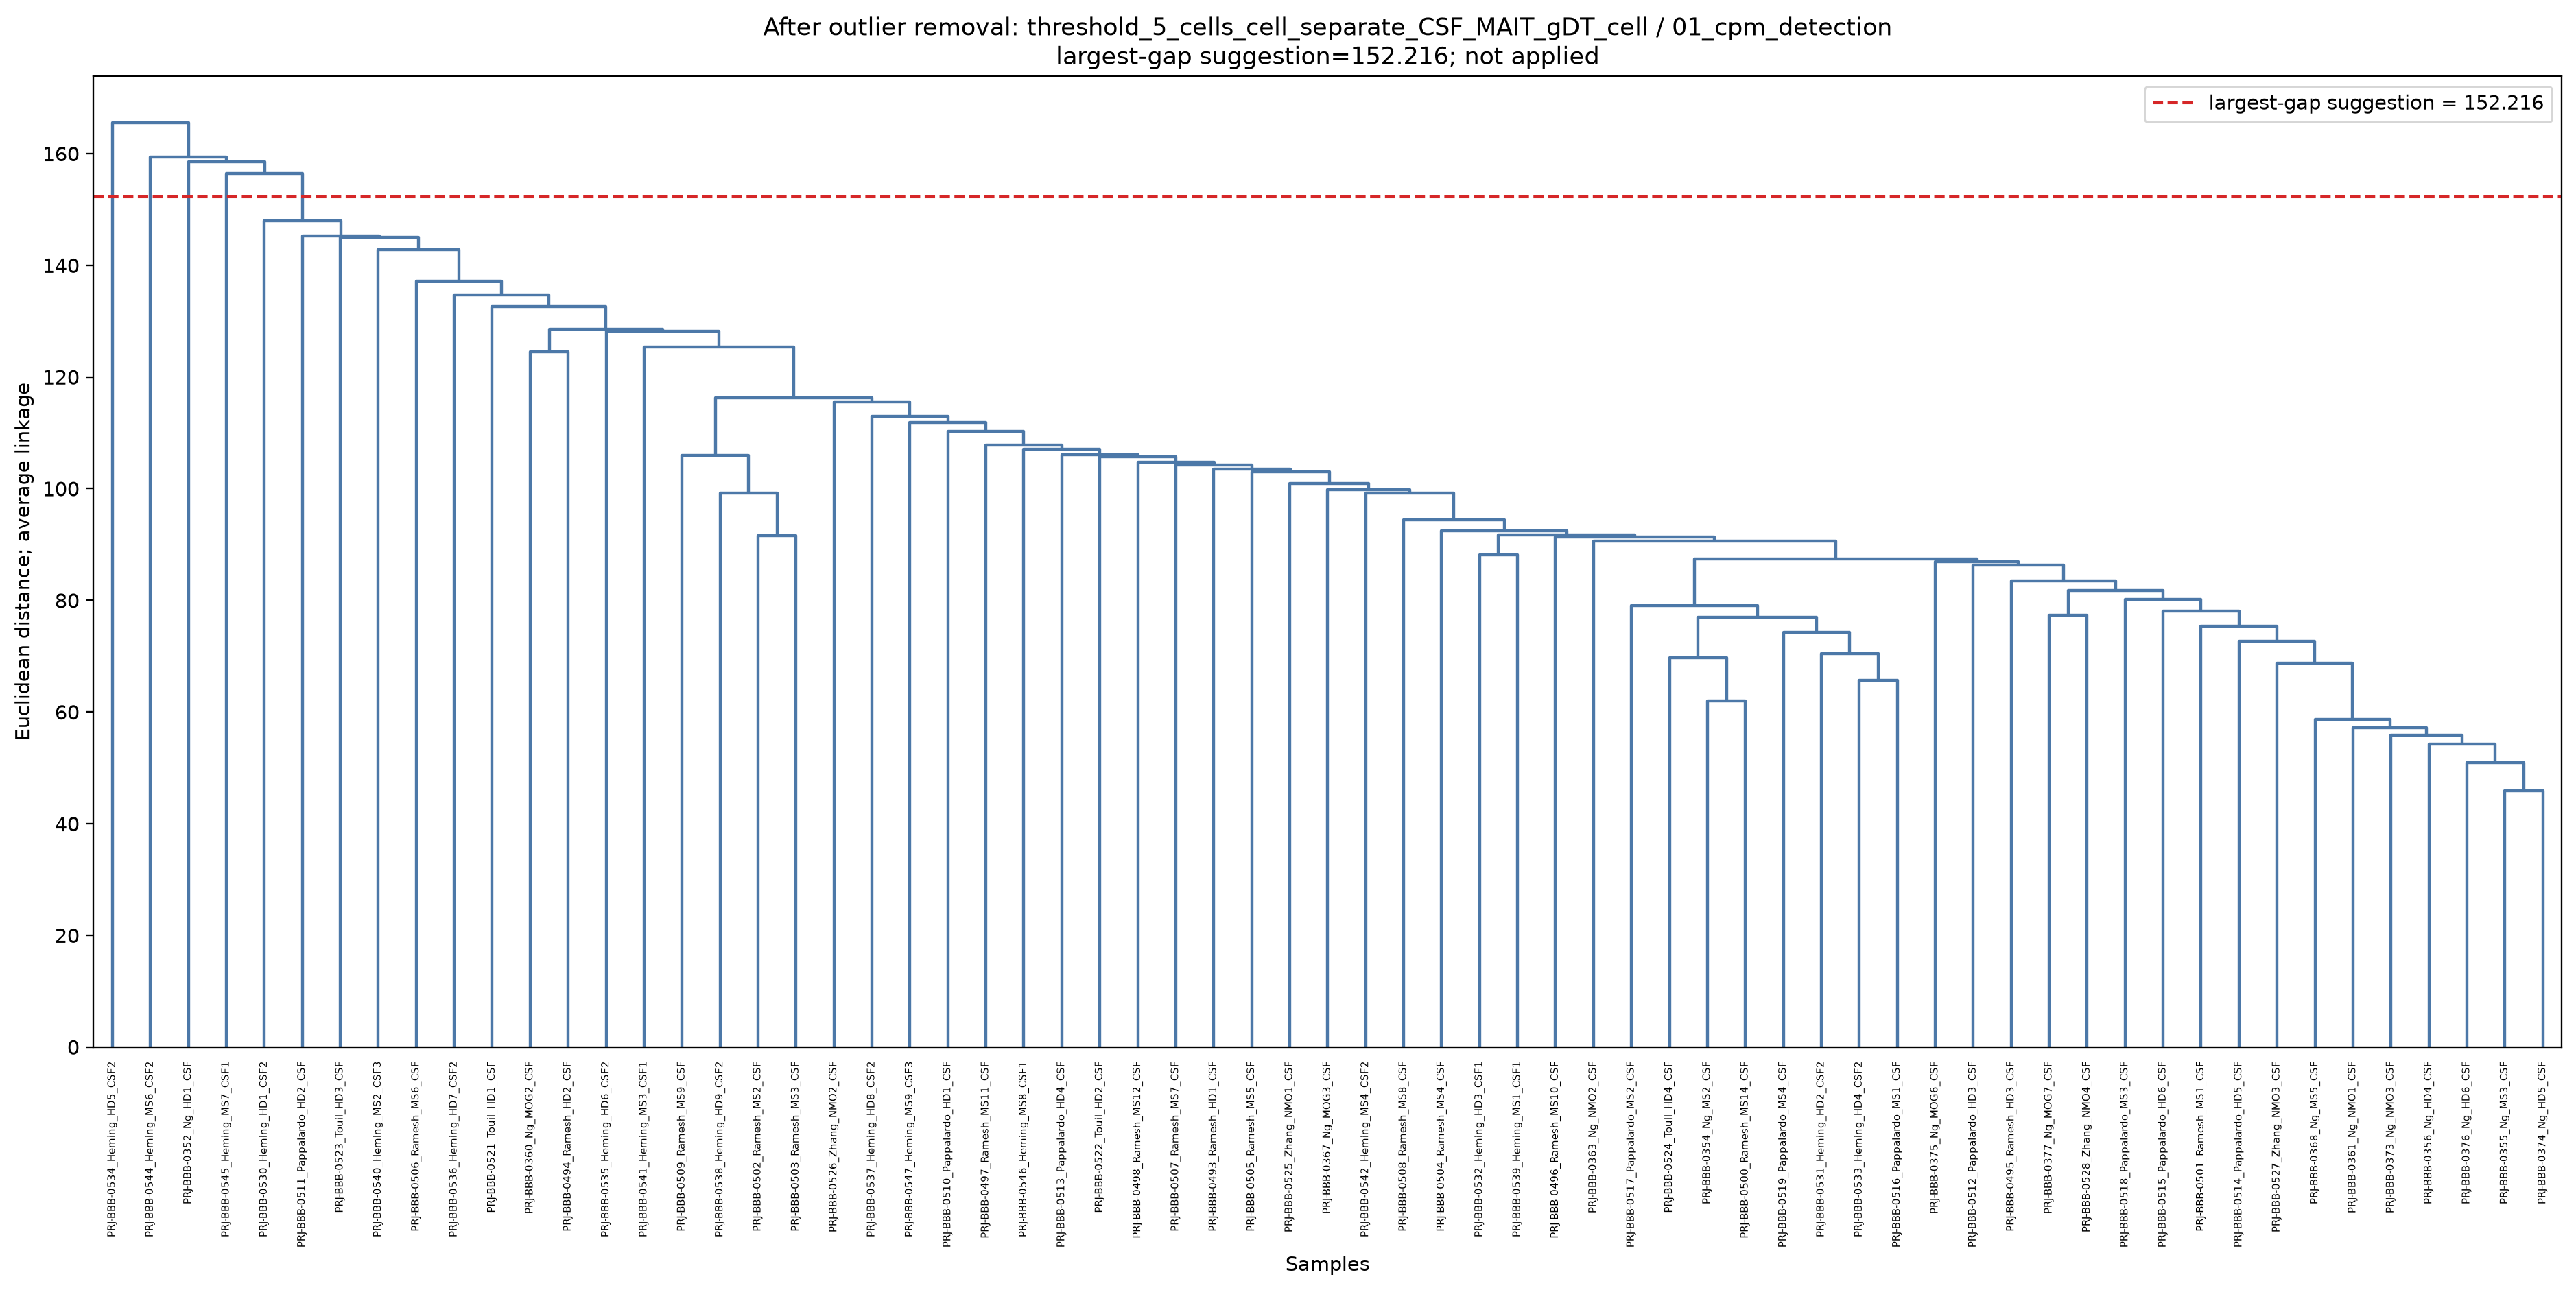 After outlier removal: threshold_5_cells_cell_separate_CSF_MAIT_gDT_cell / 01_cpm_detection
largest-gap suggestion=152.216; not applied
largest-gap suggestion = 152.216
Euclidean distance; average linkage
160
140
120
100
80
60
40
20
0
PRJ-BBB-0534_Heming_HD5_CSF2
PRJ-BBB-0544_Heming_MS6_CSF2
PRJ-BBB-0352_Ng_HD1_CSF
PRJ-BBB-0545_Heming_MS7_CSF1
PRJ-BBB-0530_Heming_HD1_CSF2
PRJ-BBB-0511_Pappalardo_HD2_CSF
PRJ-BBB-0523_Touil_HD3_CSF
PRJ-BBB-0540_Heming_MS2_CSF3
PRJ-BBB-0506_Ramesh_MS6_CSF
PRJ-BBB-0536_Heming_HD7_CSF2
PRJ-BBB-0521_Touil_HD1_CSF
PRJ-BBB-0360_Ng_MOG2_CSF
PRJ-BBB-0494_Ramesh_HD2_CSF
PRJ-BBB-0535_Heming_HD6_CSF2
PRJ-BBB-0541_Heming_MS3_CSF1
PRJ-BBB-0509_Ramesh_MS9_CSF
PRJ-BBB-0538_Heming_HD9_CSF2
PRJ-BBB-0502_Ramesh_MS2_CSF
PRJ-BBB-0503_Ramesh_MS3_CSF
PRJ-BBB-0526_Zhang_NMO2_CSF
PRJ-BBB-0537_Heming_HD8_CSF2
PRJ-BBB-0547_Heming_MS9_CSF3
PRJ-BBB-0510_Pappalardo_HD1_CSF
PRJ-BBB-0497_Ramesh_MS11_CSF
PRJ-BBB-0546_Heming_MS8_CSF1
PRJ-BBB-0513_Pappalardo_HD4_CSF
PRJ-BBB-0522_Touil_HD2_CSF
PRJ-BBB-0498_Ramesh_MS12_CSF
PRJ-BBB-0507_Ramesh_MS7_CSF
PRJ-BBB-0493_Ramesh_HD1_CSF
PRJ-BBB-0505_Ramesh_MS5_CSF
PRJ-BBB-0525_Zhang_NMO1_CSF
PRJ-BBB-0367_Ng_MOG3_CSF
PRJ-BBB-0542_Heming_MS4_CSF2
PRJ-BBB-0508_Ramesh_MS8_CSF
PRJ-BBB-0504_Ramesh_MS4_CSF
PRJ-BBB-0532_Heming_HD3_CSF1
PRJ-BBB-0539_Heming_MS1_CSF1
PRJ-BBB-0496_Ramesh_MS10_CSF
PRJ-BBB-0363_Ng_NMO2_CSF
PRJ-BBB-0517_Pappalardo_MS2_CSF
PRJ-BBB-0524_Touil_HD4_CSF
PRJ-BBB-0354_Ng_MS2_CSF
PRJ-BBB-0500_Ramesh_MS14_CSF
PRJ-BBB-0519_Pappalardo_MS4_CSF
PRJ-BBB-0531_Heming_HD2_CSF2
PRJ-BBB-0533_Heming_HD4_CSF2
PRJ-BBB-0516_Pappalardo_MS1_CSF
PRJ-BBB-0375_Ng_MOG6_CSF
PRJ-BBB-0512_Pappalardo_HD3_CSF
PRJ-BBB-0495_Ramesh_HD3_CSF
PRJ-BBB-0377_Ng_MOG7_CSF
PRJ-BBB-0528_Zhang_NMO4_CSF
PRJ-BBB-0518_Pappalardo_MS3_CSF
PRJ-BBB-0515_Pappalardo_HD6_CSF
PRJ-BBB-0501_Ramesh_MS1_CSF
PRJ-BBB-0514_Pappalardo_HD5_CSF
PRJ-BBB-0527_Zhang_NMO3_CSF
PRJ-BBB-0368_Ng_MS5_CSF
PRJ-BBB-0361_Ng_NMO1_CSF
PRJ-BBB-0373_Ng_NMO3_CSF
PRJ-BBB-0356_Ng_HD4_CSF
PRJ-BBB-0376_Ng_HD6_CSF
PRJ-BBB-0355_Ng_MS3_CSF
PRJ-BBB-0374_Ng_HD5_CSF
Samples